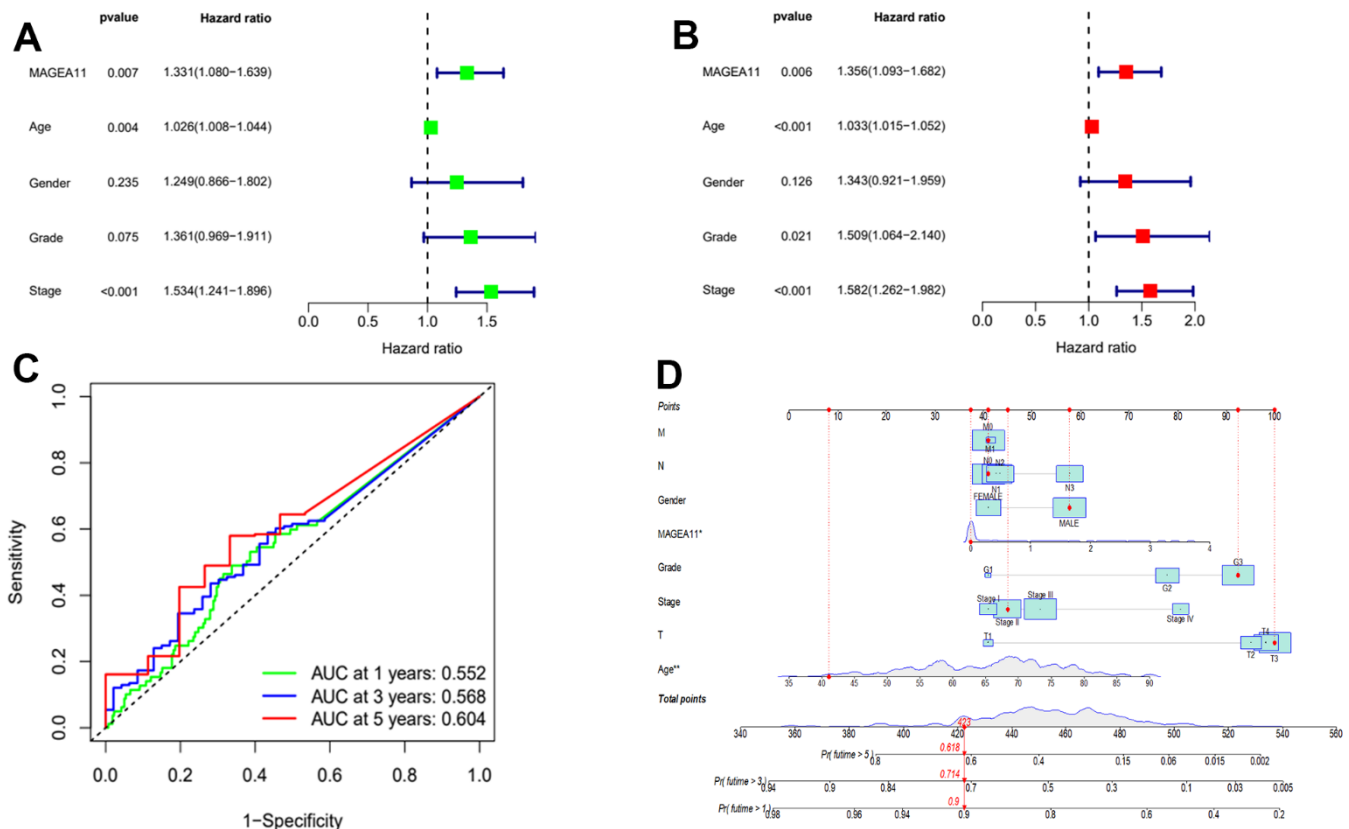 A
pvalue Hazard ratio
MAGEA11 0.007 1.331(1.080−1.639)
Age 0.004 1.026(1.008−1.044)
Gender 0.235 1.249(0.866−1.802)
Grade 0.075 1.361(0.969−1.911)
Stage <0.001 1.534(1.241−1.896)
0.0 0.5 1.0 1.5
Hazard ratio
B
pvalue Hazard ratio
MAGEA11 0.006 1.356(1.093−1.682)
Age <0.001 1.033(1.015−1.052)
Gender 0.126 1.343(0.921−1.959)
Grade 0.021 1.509(1.064−2.140)
Stage <0.001 1.582(1.262−1.982)
0.0 0.5 1.0 1.5 2.0
Hazard ratio
C
Sensitivity
1.0
0.8
0.6
0.4
0.2
0.0
AUC at 1 years: 0.552
AUC at 3 years: 0.568
AUC at 5 years: 0.604
0.0 0.2 0.4 0.6 0.8 1.0
1−Specificity
D
Points
0 10 20 30 40 50 60 70 80 90 100
M
M0
M1
N
N0 N2
N1 N3
Gender
FEMALE
MALE
MAGEA11*
0 1 2 3 4
Grade
G1 G3
G2
Stage
Stage I Stage III
Stage II Stage IV
T
T1 T4
T2 T3
Age**
35 40 45 50 55 60 65 70 75 80 85 90
Total points
423
340 360 380 400 420 440 460 480 500 520 540 560
0.618
Pr( futime > 5 )
0.8 0.6 0.4 0.15 0.06 0.015 0.002
0.714
Pr( futime > 3 )
0.94 0.9 0.84 0.7 0.5 0.3 0.1 0.03 0.005
0.9
Pr( futime > 1 )
0.98 0.96 0.94 0.9 0.8 0.6 0.4 0.2